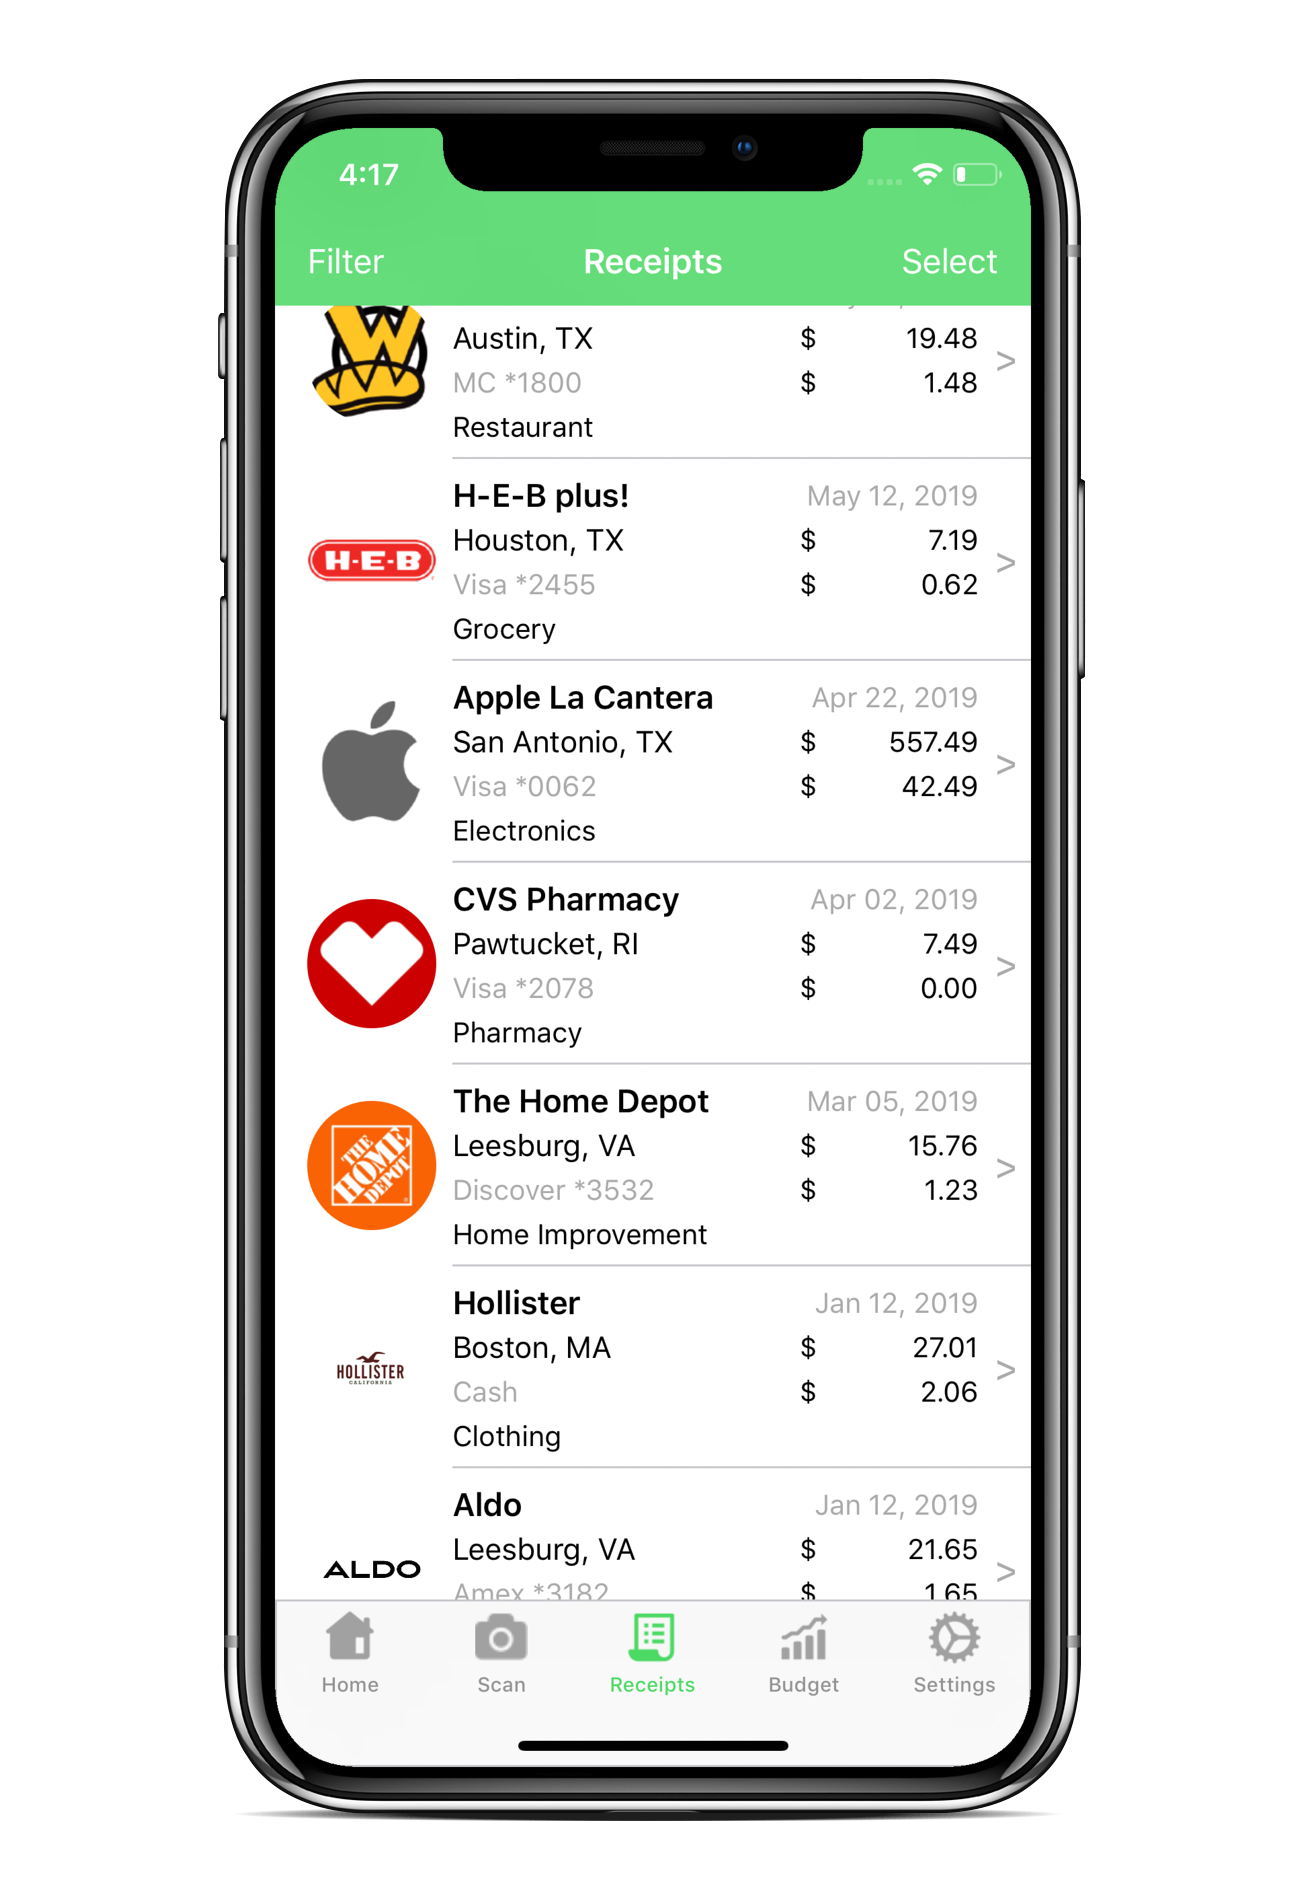 4:17
Filter Receipts Select
W
Austin, TX $ 19.48
MC *1800 $ 1.48
>
Restaurant
H-E-B plus! May 12, 2019
H-E-B
Houston, TX $ 7.19
Visa *2455 $ 0.62
>
Grocery
Apple La Cantera Apr 22, 2019
San Antonio, TX $ 557.49
Visa *0062 $ 42.49
>
Electronics
CVS Pharmacy Apr 02, 2019
Pawtucket, RI $ 7.49
Visa *2078 $ 0.00
>
Pharmacy
The Home Depot Mar 05, 2019
THE
HOME
DEPOT
Leesburg, VA $ 15.76
Discover *3532 $ 1.23
>
Home Improvement
Hollister Jan 12, 2019
HOLLISTER
CALIFORNIA
Boston, MA $ 27.01
Cash $ 2.06
>
Clothing
Aldo Jan 12, 2019
ALDO
Leesburg, VA $ 21.65
Amex *3182 $ 1.65
>
Home Scan Receipts Budget Settings